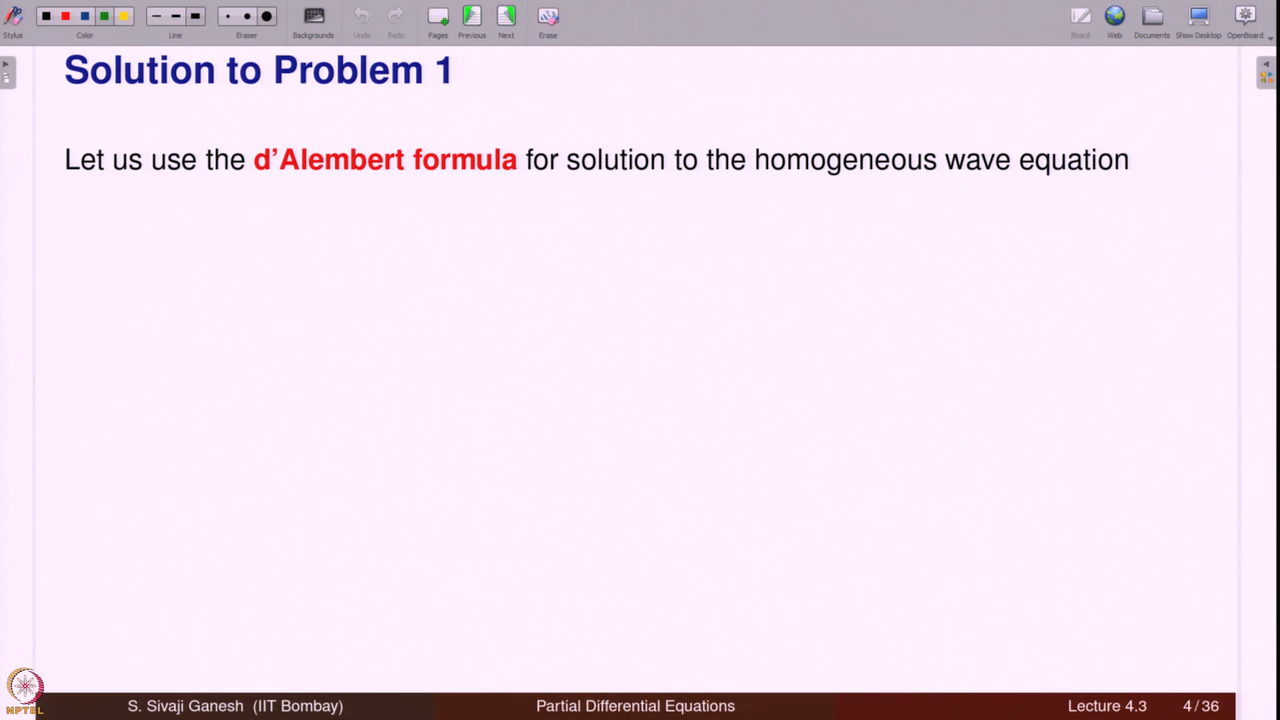 Stylus
Color
Line
Eraser
Backgrounds
Undo
Redo
Pages
Previous
Next
Erase
Board
Web
Documents
Show Desktop
OpenBoard
Solution to Problem 1
Let us use the d'Alembert formula for solution to the homogeneous wave equation
NPTEL
S. Sivaji Ganesh (IIT Bombay)
Partial Differential Equations
Lecture 4.3
4/36